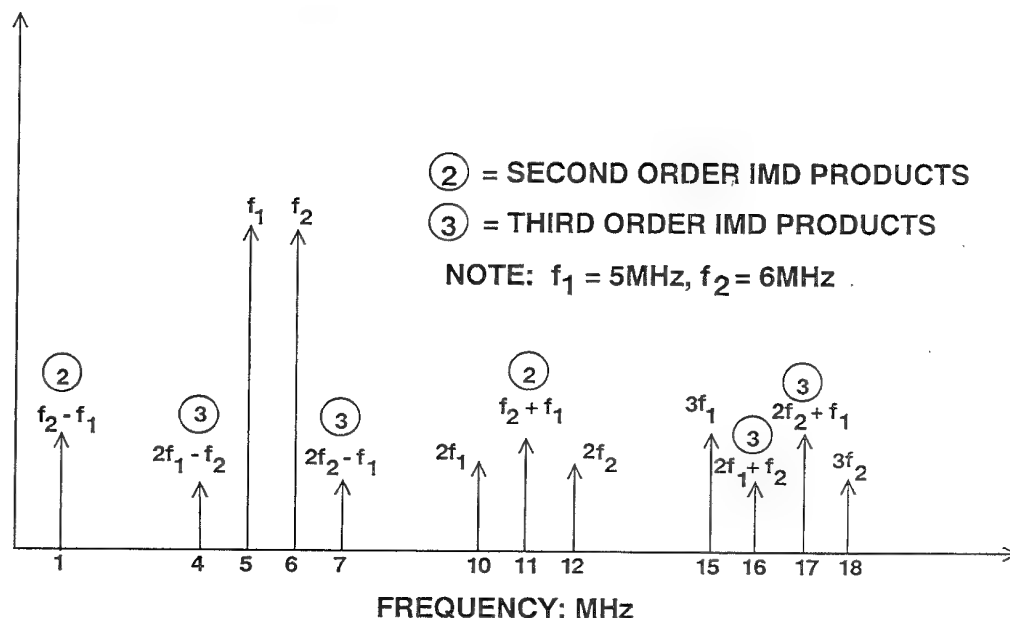 ② = SECOND ORDER IMD PRODUCTS
③ = THIRD ORDER IMD PRODUCTS
NOTE: f₁ = 5MHz, f₂ = 6MHz
f₁
f₂
②
f₂ - f₁
③
2f₁ - f₂
③
2f₂ - f₁
②
f₂ + f₁
2f₁
2f₂
3f₁
③
2f₁ + f₂
③
2f₂ + f₁
3f₂
1 4 5 6 7 10 11 12 15 16 17 18
FREQUENCY: MHz